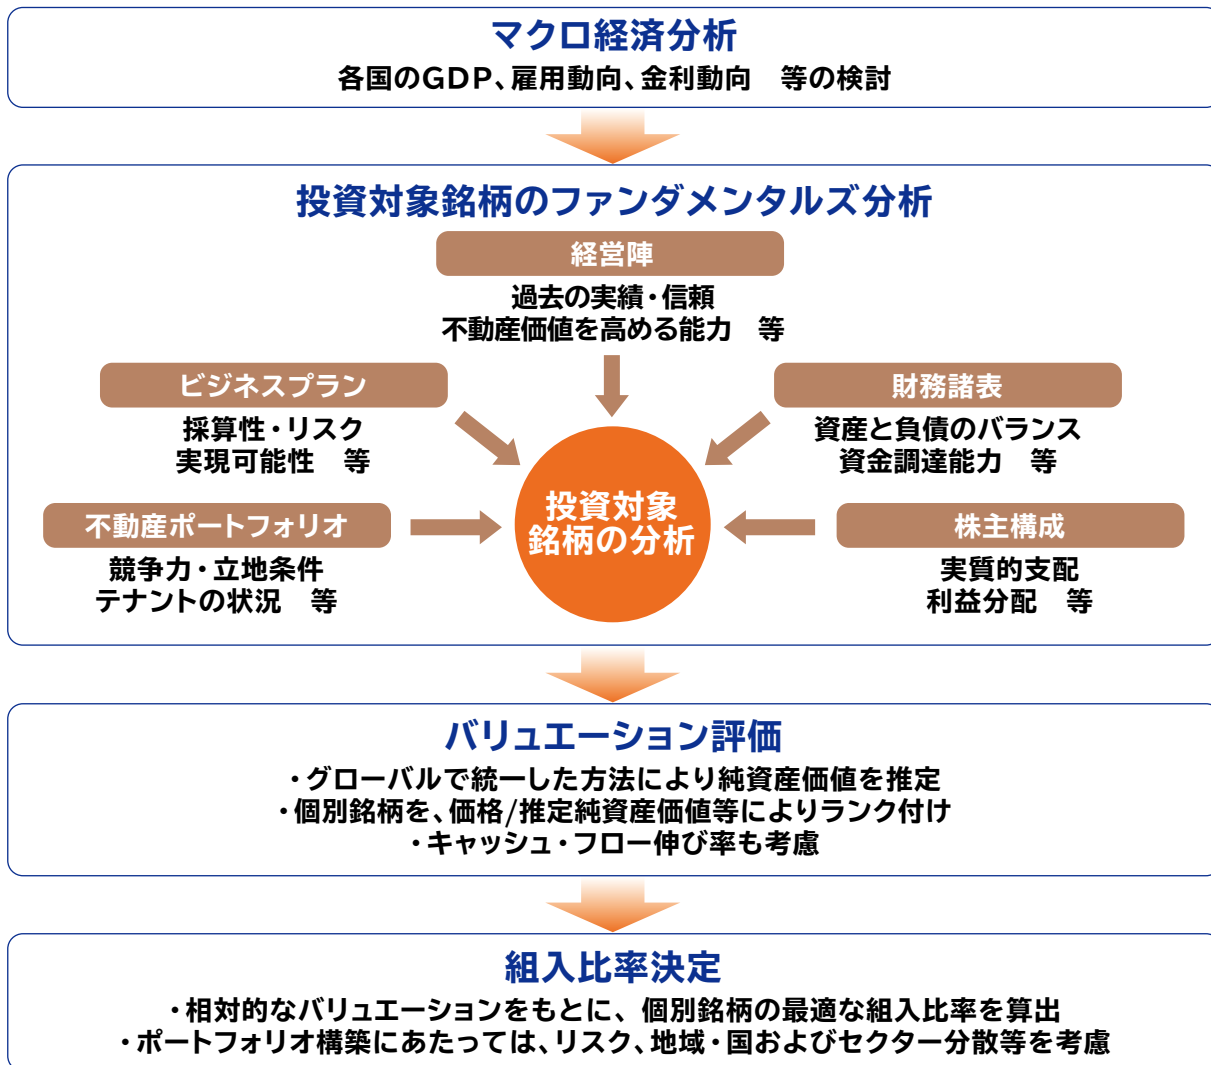 マクロ経済分析
各国のGDP、雇用動向、金利動向　等の検討
投資対象銘柄のファンダメンタルズ分析
経営陣
過去の実績・信頼
不動産価値を高める能力　等
ビジネスプラン
採算性・リスク
実現可能性　等
財務諸表
資産と負債のバランス
資金調達能力　等
不動産ポートフォリオ
競争力・立地条件
テナントの状況　等
投資対象
銘柄の分析
株主構成
実質的支配
利益分配　等
バリュエーション評価
・グローバルで統一した方法により純資産価値を推定
・個別銘柄を、価格/推定純資産価値等によりランク付け
・キャッシュ・フロー伸び率も考慮
組入比率決定
・相対的なバリュエーションをもとに、個別銘柄の最適な組入比率を算出
・ポートフォリオ構築にあたっては、リスク、地域・国およびセクター分散等を考慮